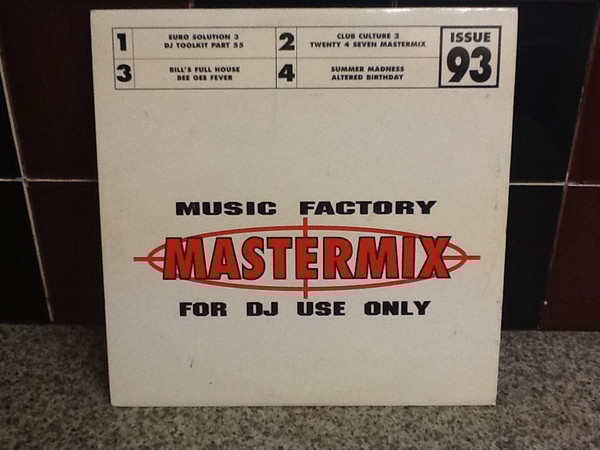 1
EURO SOLUTION 3
DJ TOOLKIT PART 55
2
CLUB CULTURE 2
TWENTY 4 SEVEN MASTERMIX
ISSUE
93
3
BILL'S FULL HOUSE
BEE GEE FEVER
4
SUMMER MADNESS
ALTERED BIRTHDAY
MUSIC FACTORY
MASTERMIX
FOR DJ USE ONLY